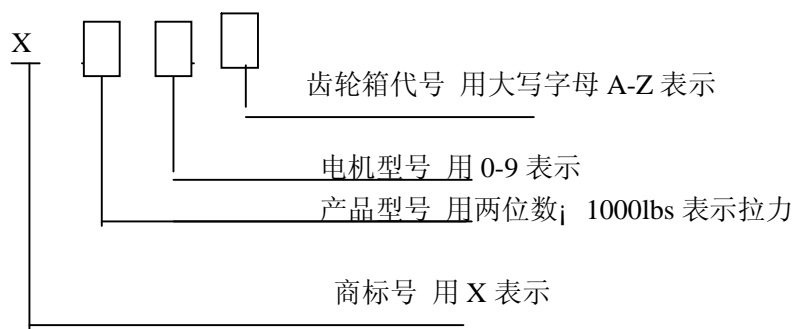 X
齿轮箱代号 用大写字母 A-Z 表示
电机型号 用 0-9 表示
产品型号 用两位数¡ 1000lbs 表示拉力
商标号 用 X 表示